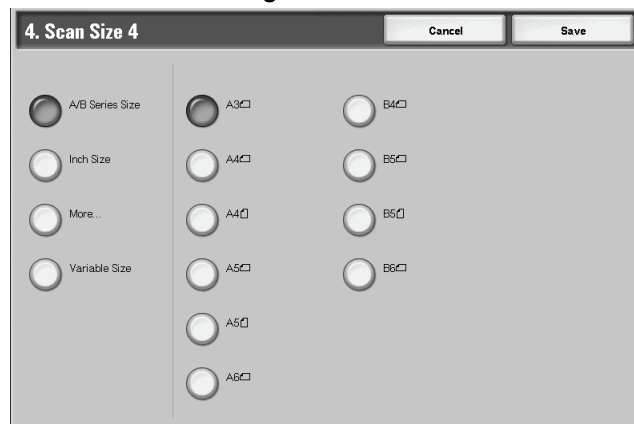 4. Scan Size 4
Cancel
Save
A/B Series Size
Inch Size
More...
Variable Size
A3
A4
A4
A5
A5
A6
B4
B5
B5
B6